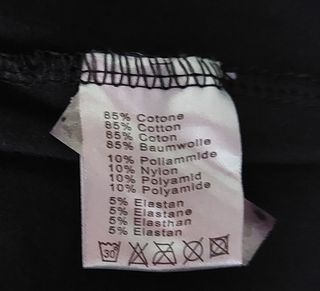 85% Cotone
85% Cotton
85% Coton
85% Baumwolle
10% Poliammide
10% Nylon
10% Polyamid
10% Polyamide
5% Elastan
5% Elastane
5% Elasthan
5% Elastan
30°